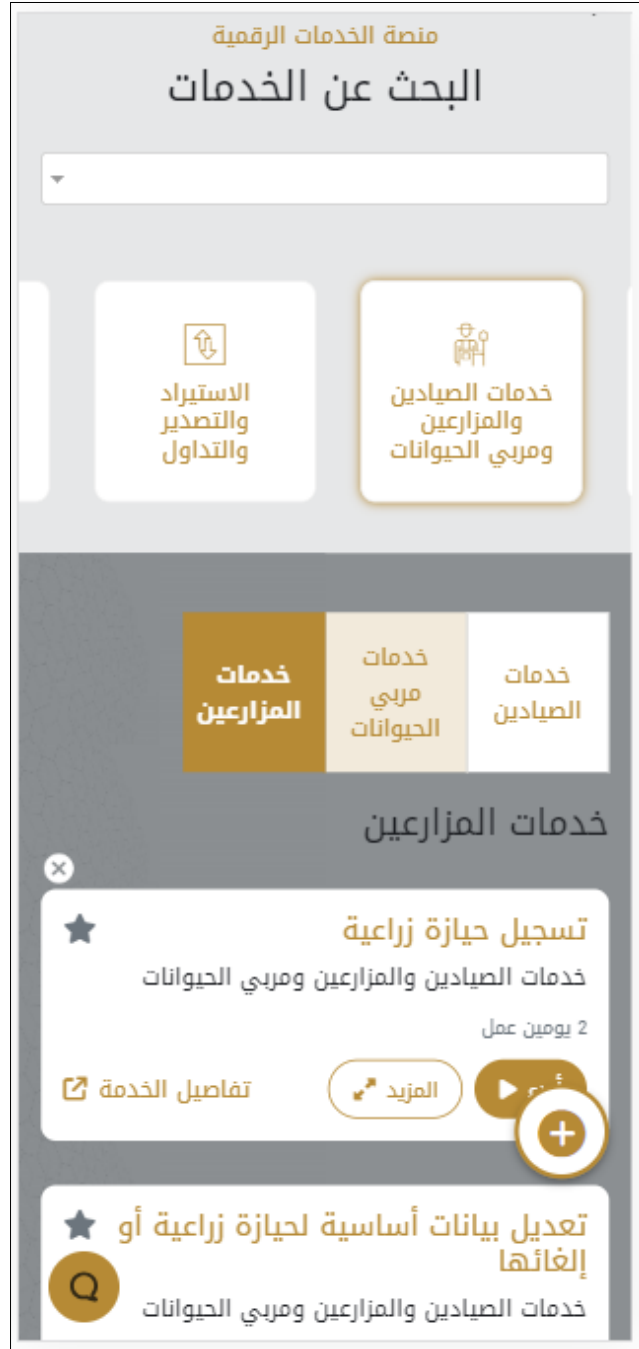 منصة الخدمات الرقمية
البحث عن الخدمات
خدمات الصيادين
والمزارعين
ومربي الحيوانات
الاستيراد
والتصدير
والتداول
خدمات
الصيادين
خدمات
مربي
الحيوانات
خدمات
المزارعين
خدمات المزارعين
تسجيل حيازة زراعية
خدمات الصيادين والمزارعين ومربي الحيوانات
2 يومين عمل
المزيد
تفاصيل الخدمة
تعديل بيانات أساسية لحيازة زراعية أو
إلغائها
خدمات الصيادين والمزارعين ومربي الحيوانات